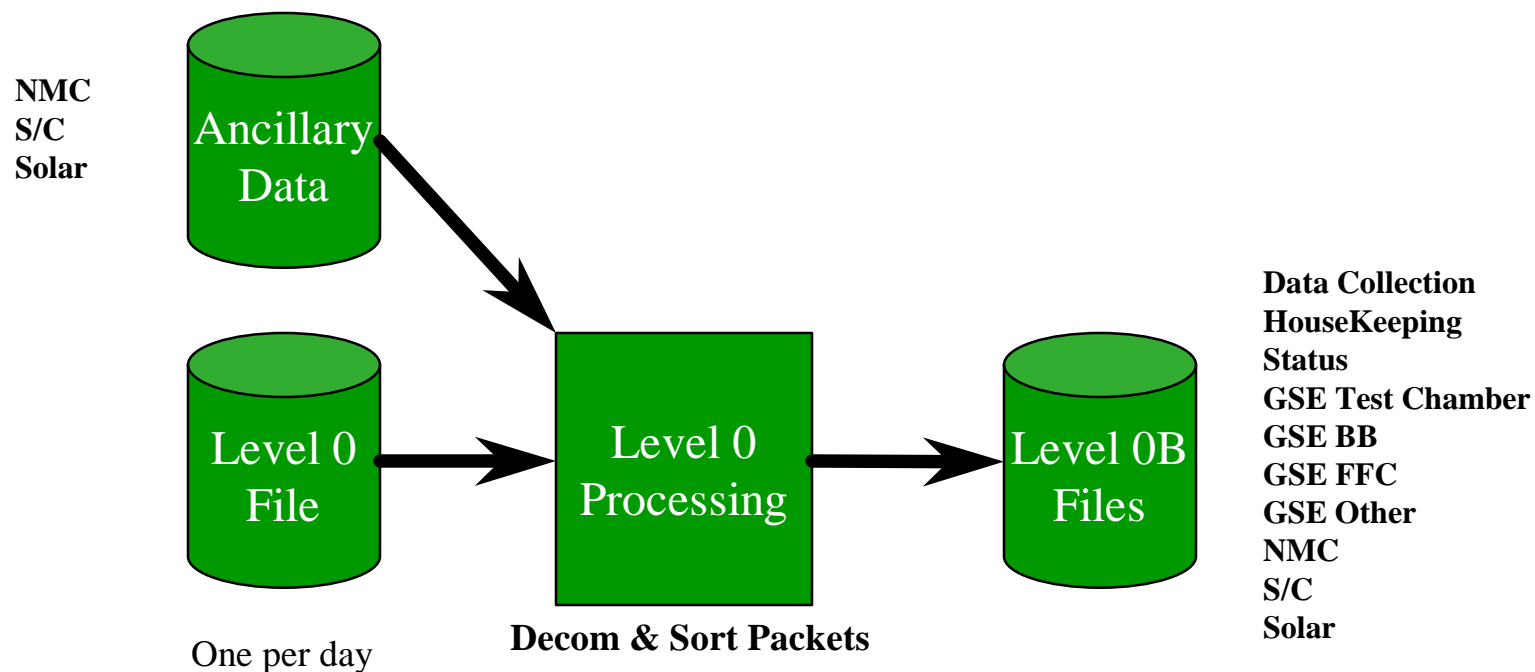 NMC
S/C
Solar
Ancillary
Data
Level 0
File
One per day
Level 0
Processing
Decom & Sort Packets
Level 0B
Files
Data Collection
HouseKeeping
Status
GSE Test Chamber
GSE BB
GSE FFC
GSE Other
NMC
S/C
Solar